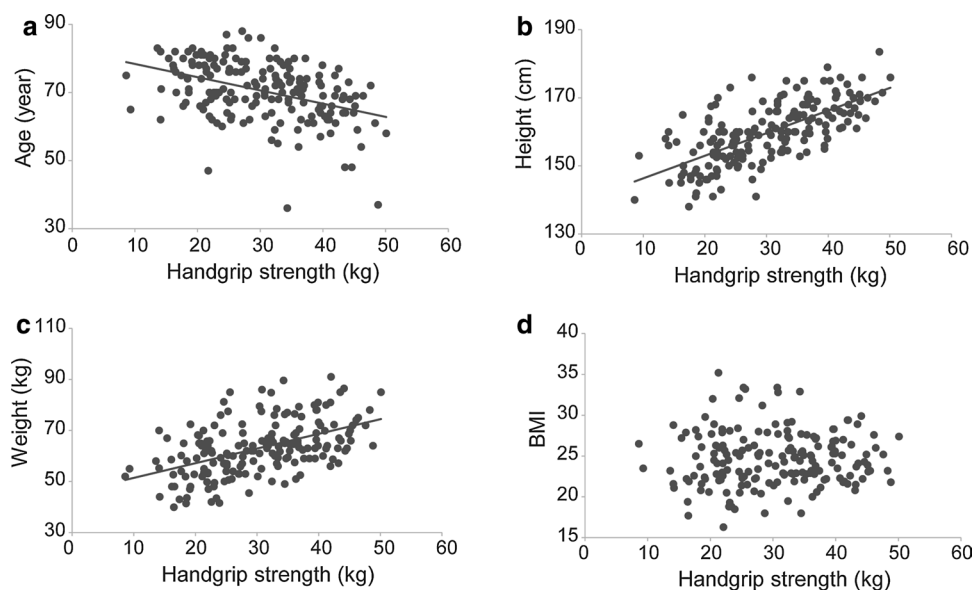 a
90
70
50
30
Age (year)
0 10 20 30 40 50 60
Handgrip strength (kg)
b
190
170
150
130
Height (cm)
0 10 20 30 40 50 60
Handgrip strength (kg)
c
110
90
70
50
30
Weight (kg)
0 10 20 30 40 50 60
Handgrip strength (kg)
d
40
35
30
25
20
15
BMI
0 10 20 30 40 50 60
Handgrip strength (kg)